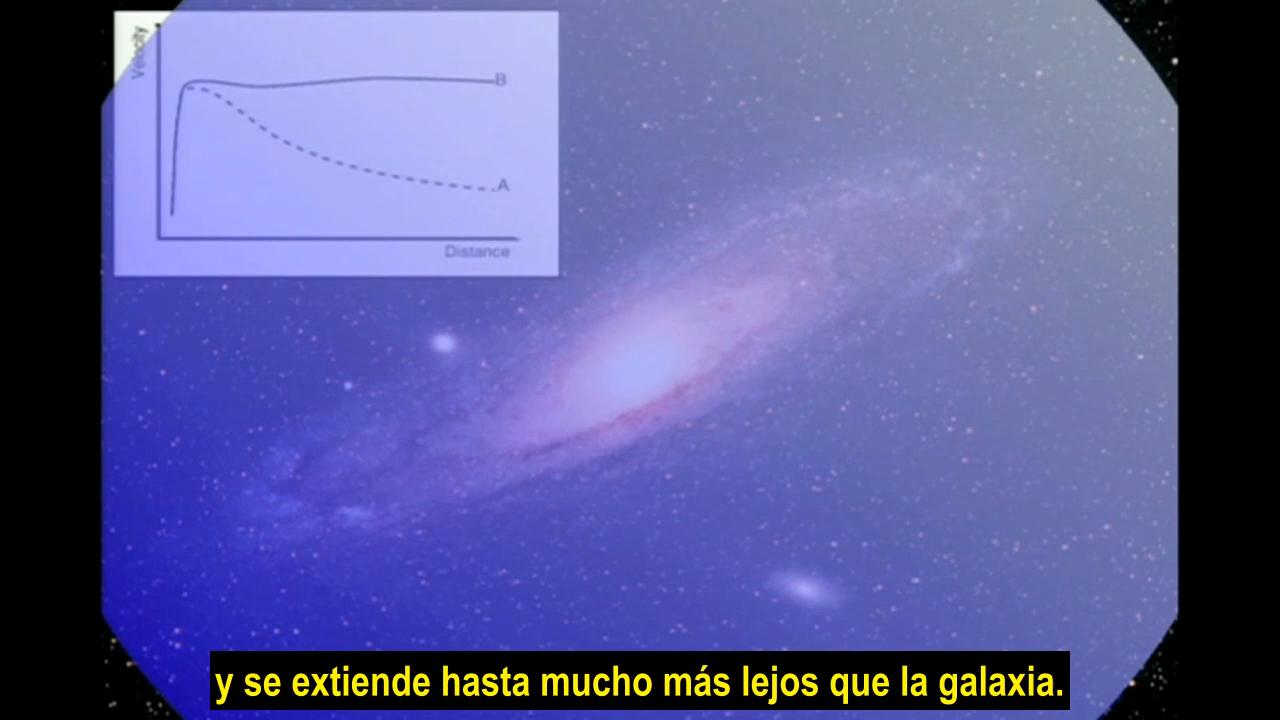 Velocity
B
A
Distance
y se extiende hasta mucho más lejos que la galaxia.